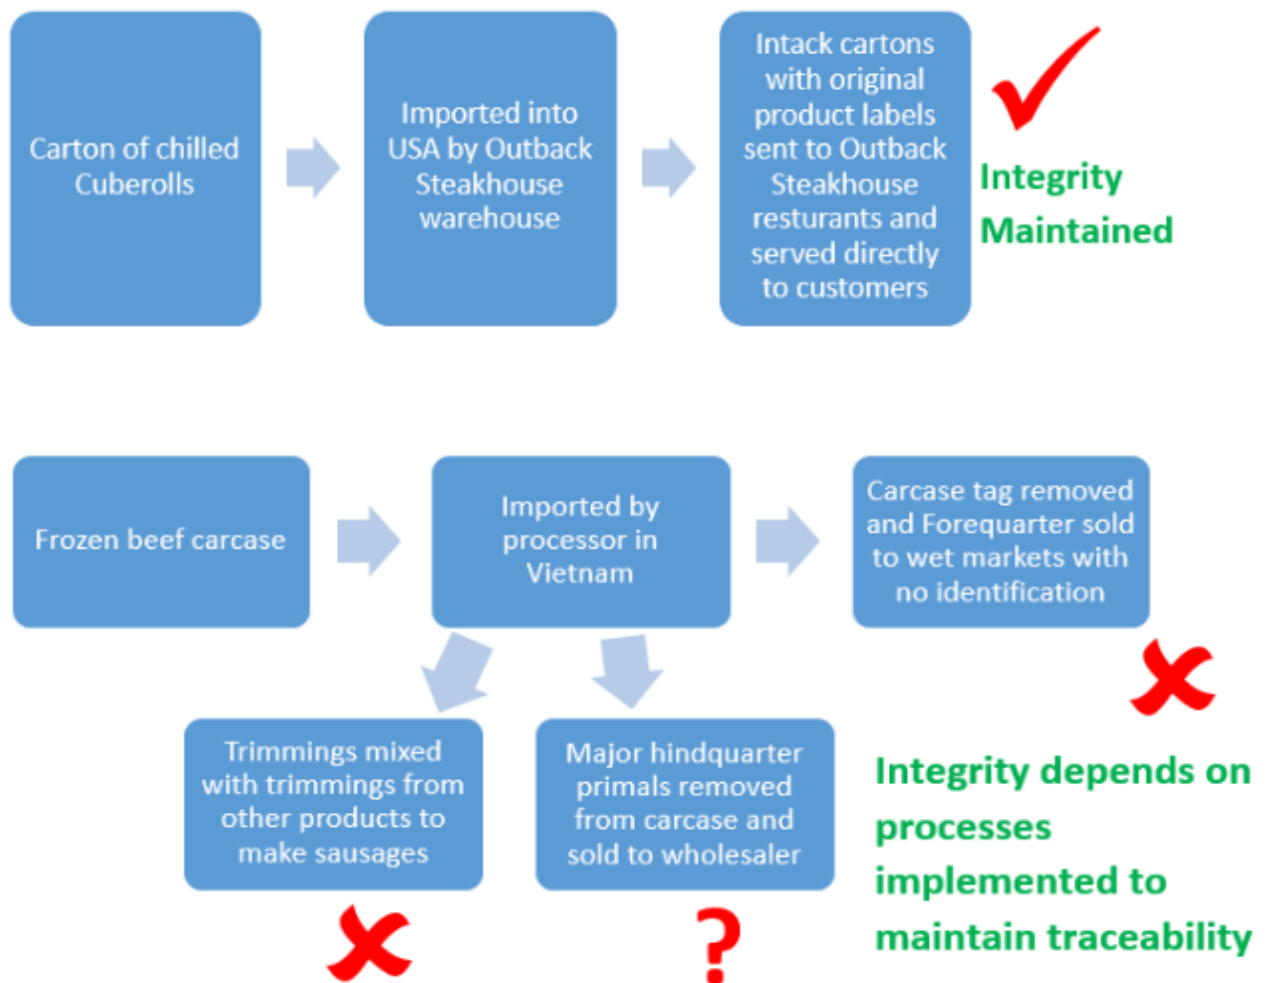 Carton of chilled
Cuberolls
Imported into
USA by Outback
Steakhouse
warehouse
Intack cartons
with original
product labels
sent to Outback
Steakhouse
resturants and
served directly
to customers
Integrity
Maintained
Frozen beef carcase
Imported by
processor in
Vietnam
Carcase tag removed
and Forequarter sold
to wet markets with
no identification
Trimmings mixed
with trimmings from
other products to
make sausages
Major hindquarter
primals removed
from carcase and
sold to wholesaler
?
Integrity depends on
processes
implemented to
maintain traceability